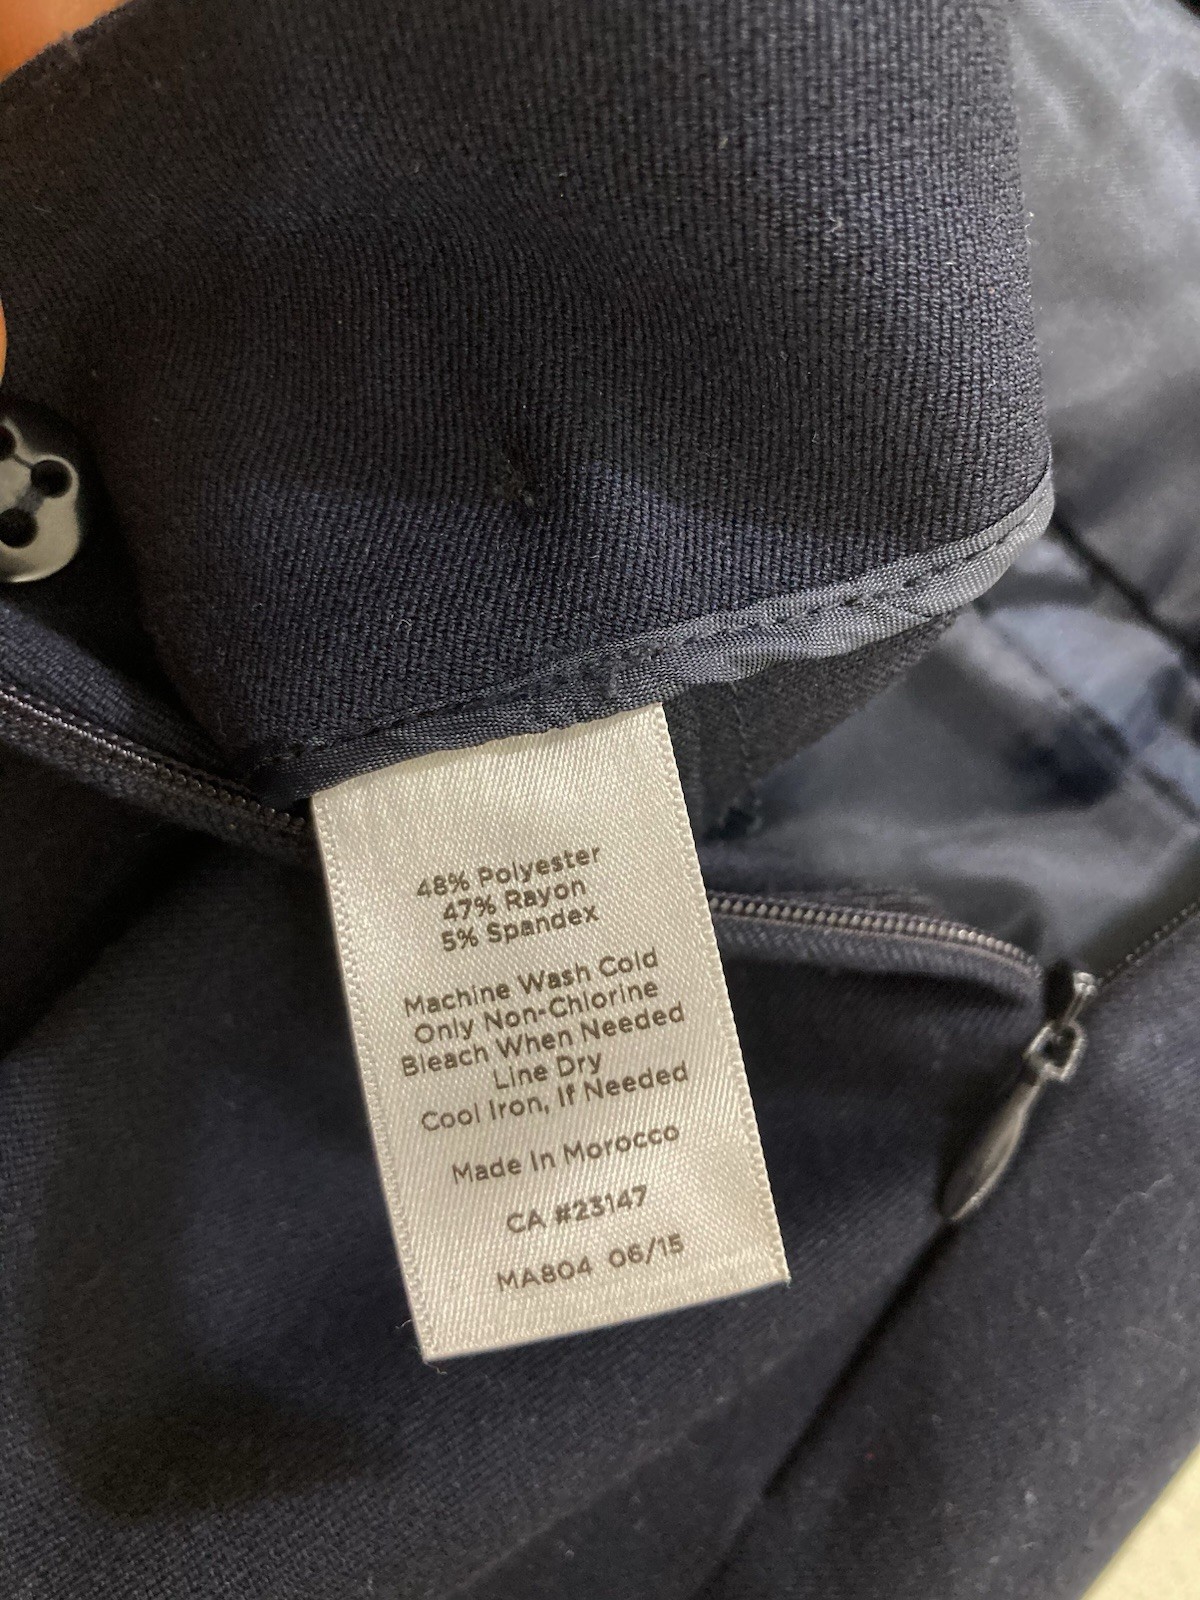 48% Polyester
47% Rayon
5% Spandex
Machine Wash Cold
Only Non-Chlorine
Bleach When Needed
Line Dry
Cool Iron, If Needed
Made In Morocco
CA #23147
MA804 06/15